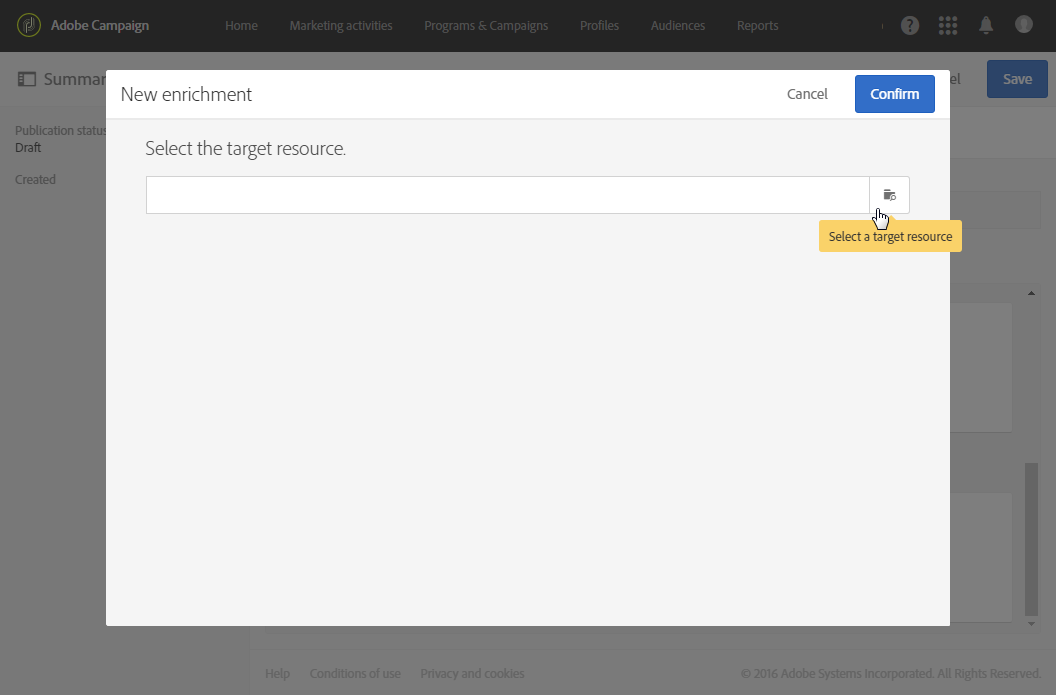 Adobe Campaign
Home
Marketing activities
Programs & Campaigns
Profiles
Audiences
Reports
?
Summar
el
Save
New enrichment
Cancel
Confirm
Publication status
Draft
Created
Select the target resource.
Select a target resource
Help
Conditions of use
Privacy and cookies
© 2016 Adobe Systems Incorporated. All Rights Reserved.